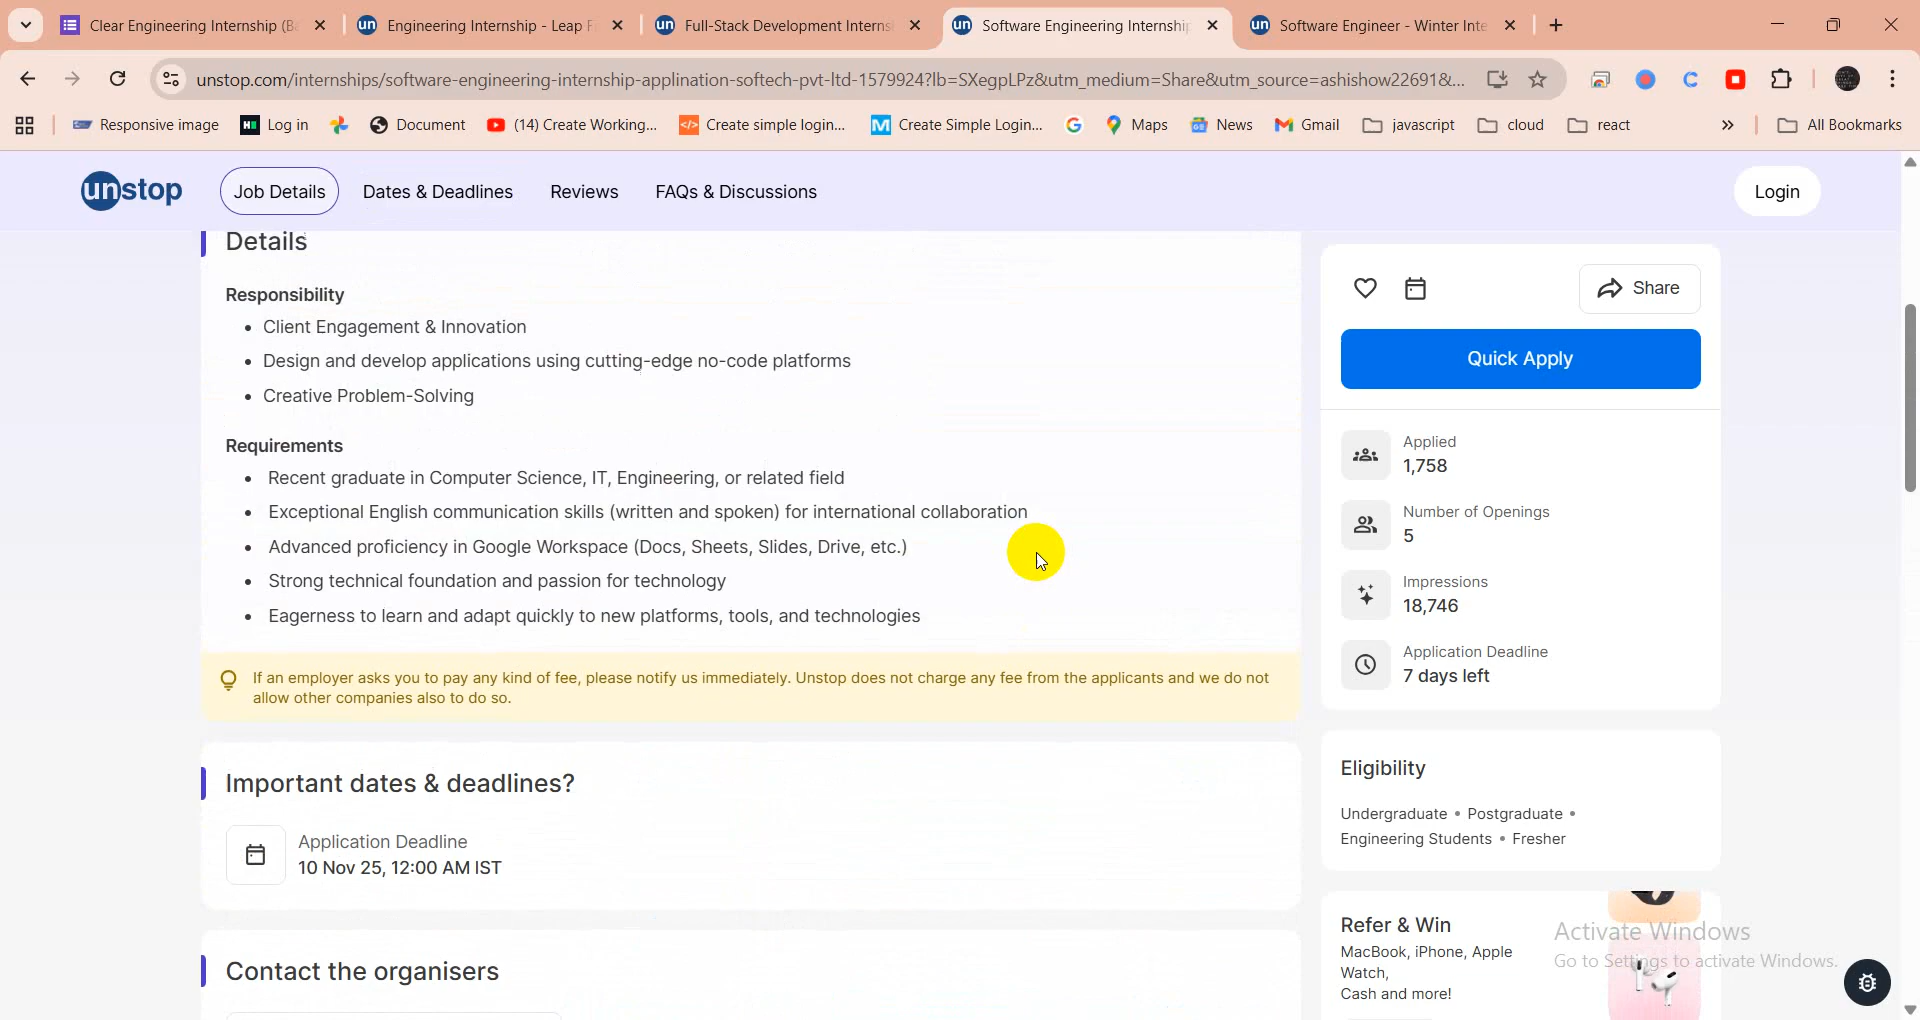 Clear Engineering Internship (Ba
Engineering Internship - Leap F
Full-Stack Development Interns
Software Engineering Internship
Software Engineer - Winter Inte
unstop.com/internships/software-engineering-internship-applination-softech-pvt-ltd-1579924?lb=SXegpLPz&utm_medium=Share&utm_source=ashishow22691&...
Responsive image
Log in
Document
(14) Create Working...
Create simple login...
Create Simple Login...
Maps
News
Gmail
javascript
cloud
react
All Bookmarks
unstop
Job Details
Dates & Deadlines
Reviews
FAQs & Discussions
Login
Details
Responsibility
• Client Engagement & Innovation
• Design and develop applications using cutting-edge no-code platforms
• Creative Problem-Solving
Requirements
• Recent graduate in Computer Science, IT, Engineering, or related field
• Exceptional English communication skills (written and spoken) for international collaboration
• Advanced proficiency in Google Workspace (Docs, Sheets, Slides, Drive, etc.)
• Strong technical foundation and passion for technology
• Eagerness to learn and adapt quickly to new platforms, tools, and technologies
If an employer asks you to pay any kind of fee, please notify us immediately. Unstop does not charge any fee from the applicants and we do not
allow other companies also to do so.
Important dates & deadlines?
Application Deadline
10 Nov 25, 12:00 AM IST
Contact the organisers
Share
Quick Apply
Applied
1,758
Number of Openings
5
Impressions
18,746
Application Deadline
7 days left
Eligibility
Undergraduate • Postgraduate •
Engineering Students • Fresher
Refer & Win
MacBook, iPhone, Apple
Watch,
Cash and more!
Activate Windows
Go to Settings to activate Windows.